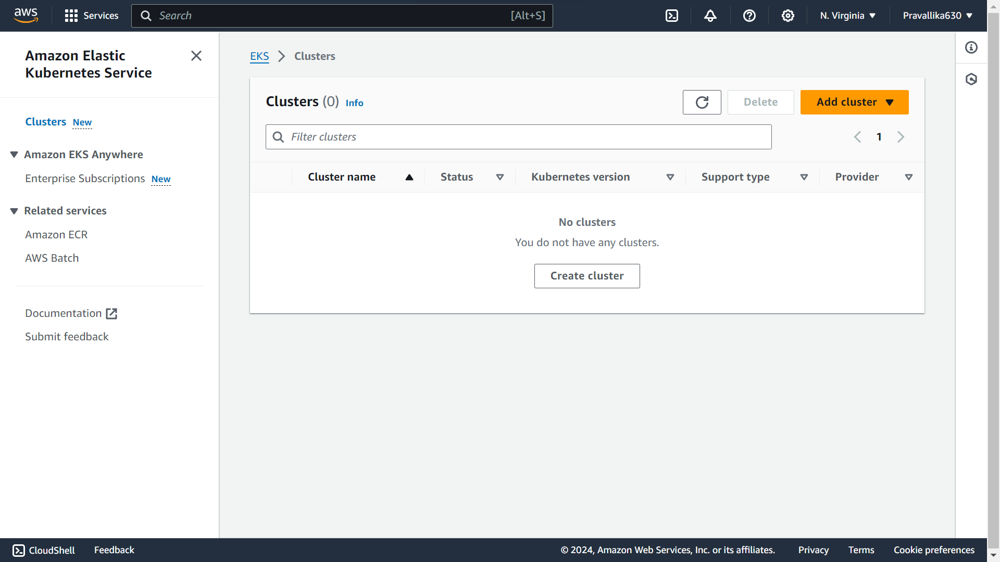 aws
Services
Search
[Alt+S]
N. Virginia
Pravallika630
Amazon Elastic
Kubernetes Service
Clusters New
Amazon EKS Anywhere
Enterprise Subscriptions New
Related services
Amazon ECR
AWS Batch
Documentation
Submit feedback
EKS
Clusters
Clusters (0) Info
Delete
Add cluster
Filter clusters
1
Cluster name
Status
Kubernetes version
Support type
Provider
No clusters
You do not have any clusters.
Create cluster
CloudShell
Feedback
© 2024, Amazon Web Services, Inc. or its affiliates.
Privacy
Terms
Cookie preferences